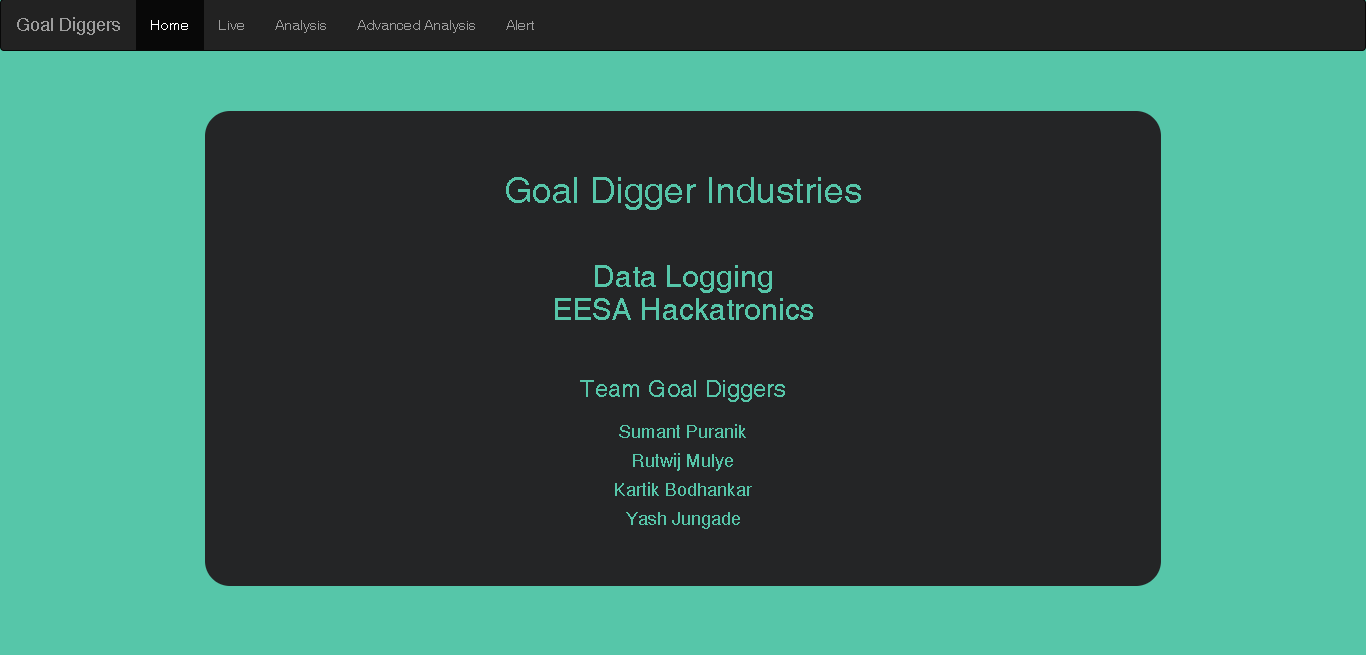 Goal Diggers Home Live Analysis Advanced Analysis Alert
Goal Digger Industries
Data Logging
EESA Hackatronics
Team Goal Diggers
Sumant Puranik
Rutwij Mulye
Kartik Bodhankar
Yash Jungade